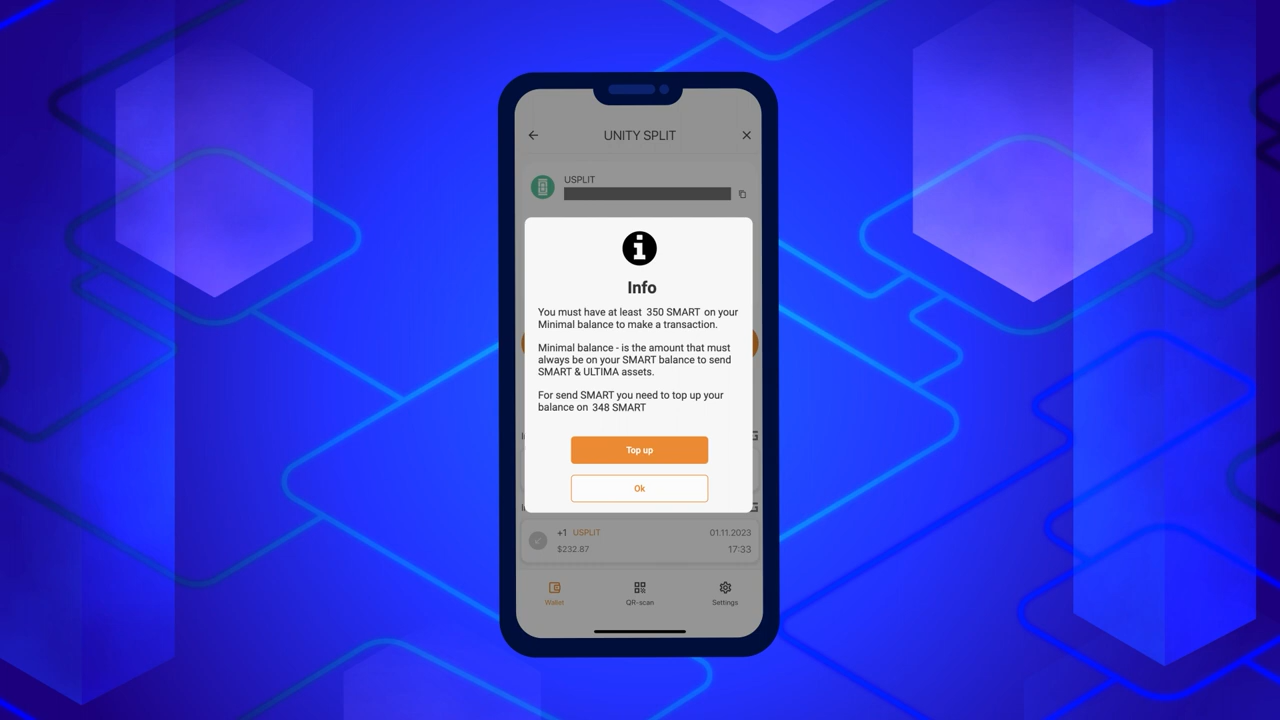 UNITY SPLIT
USPLIT
Info
You must have at least 350 SMART on your
Minimal balance to make a transaction.
Minimal balance - is the amount that must
always be on your SMART balance to send
SMART & ULTIMA assets.
For send SMART you need to top up your
balance on 348 SMART
Top up
Ok
+1 USPLIT 01.11.2023
$232.87 17:33
Wallet QR-scan Settings